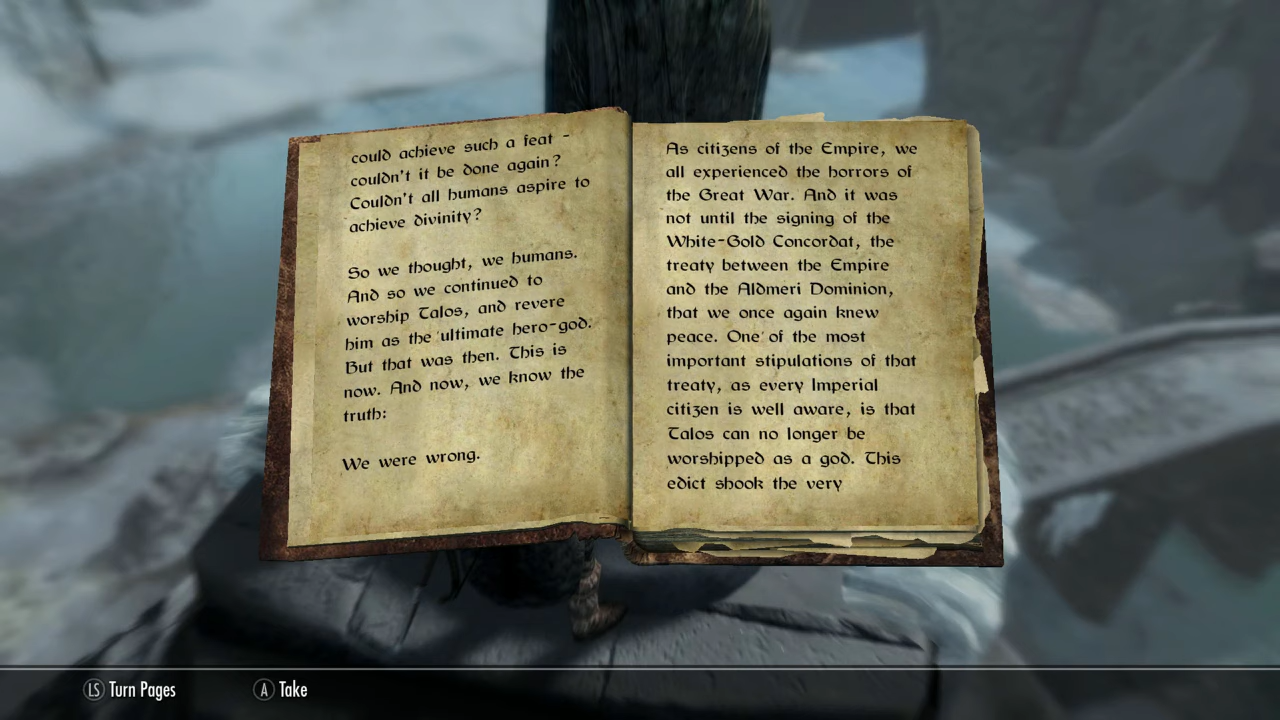 could achieve such a feat -
couldn't it be done again?
Couldn't all humans aspire to
achieve divinity?
So we thought, we humans.
And so we continued to
worship Talos, and revere
him as the ultimate hero-god.
But that was then. This is
now. And now, we know the
truth:
We were wrong.
As citizens of the Empire, we
all experienced the horrors of
the Great War. And it was
not until the signing of the
White-Gold Concordat, the
treaty between the Empire
and the Aldmeri Dominion,
that we once again knew
peace. One of the most
important stipulations of that
treaty, as every Imperial
citizen is well aware, is that
Talos can no longer be
worshipped as a god. This
edict shook the very
LS Turn Pages
A Take